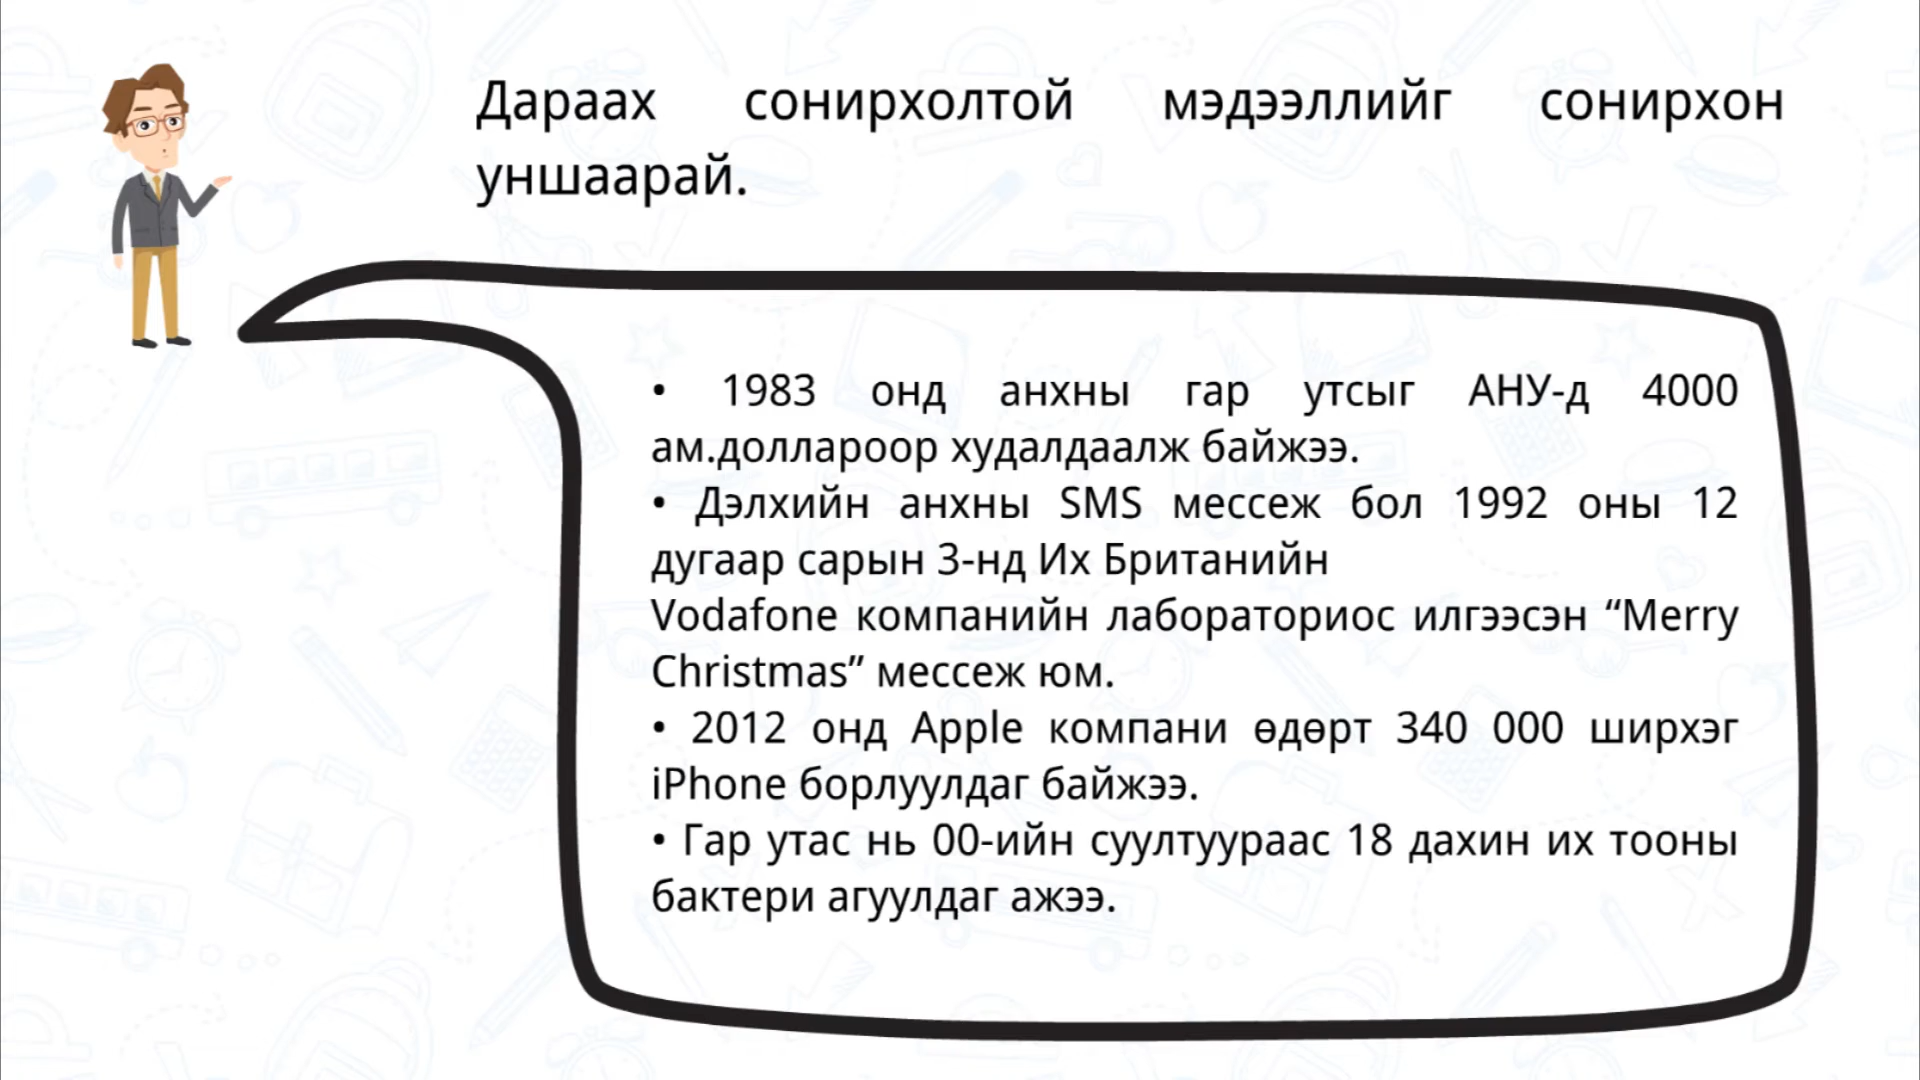 Дараах сонирхолтой мэдээллийг сонирхон
уншаарай.
• 1983 онд анхны гар утсыг АНУ-д 4000
ам.доллароор худалдаалж байжээ.
• Дэлхийн анхны SMS мессеж бол 1992 оны 12
дугаар сарын 3-нд Их Британийн
Vodafone компанийн лабораториос илгээсэн “Merry
Christmas” мессеж юм.
• 2012 онд Apple компани өдөрт 340 000 ширхэг
iPhone борлуулдаг байжээ.
• Гар утас нь 00-ийн суултуураас 18 дахин их тооны
бактери агуулдаг ажээ.